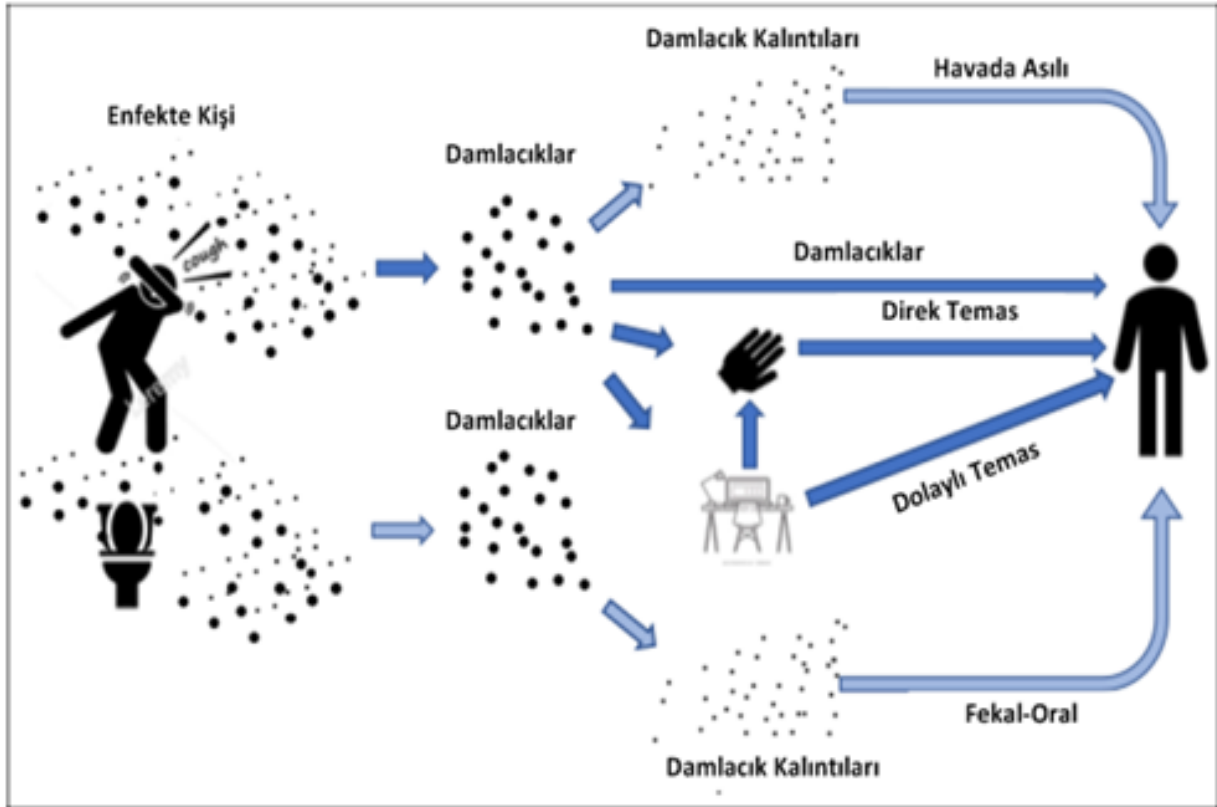 Damlacık Kalıntıları
Havada Asılı
Enfekte Kişi
Damlacıklar
cough
Damlacıklar
Direk Temas
Damlacıklar
Dolaylı Temas
Fekal-Oral
Damlacık Kalıntıları